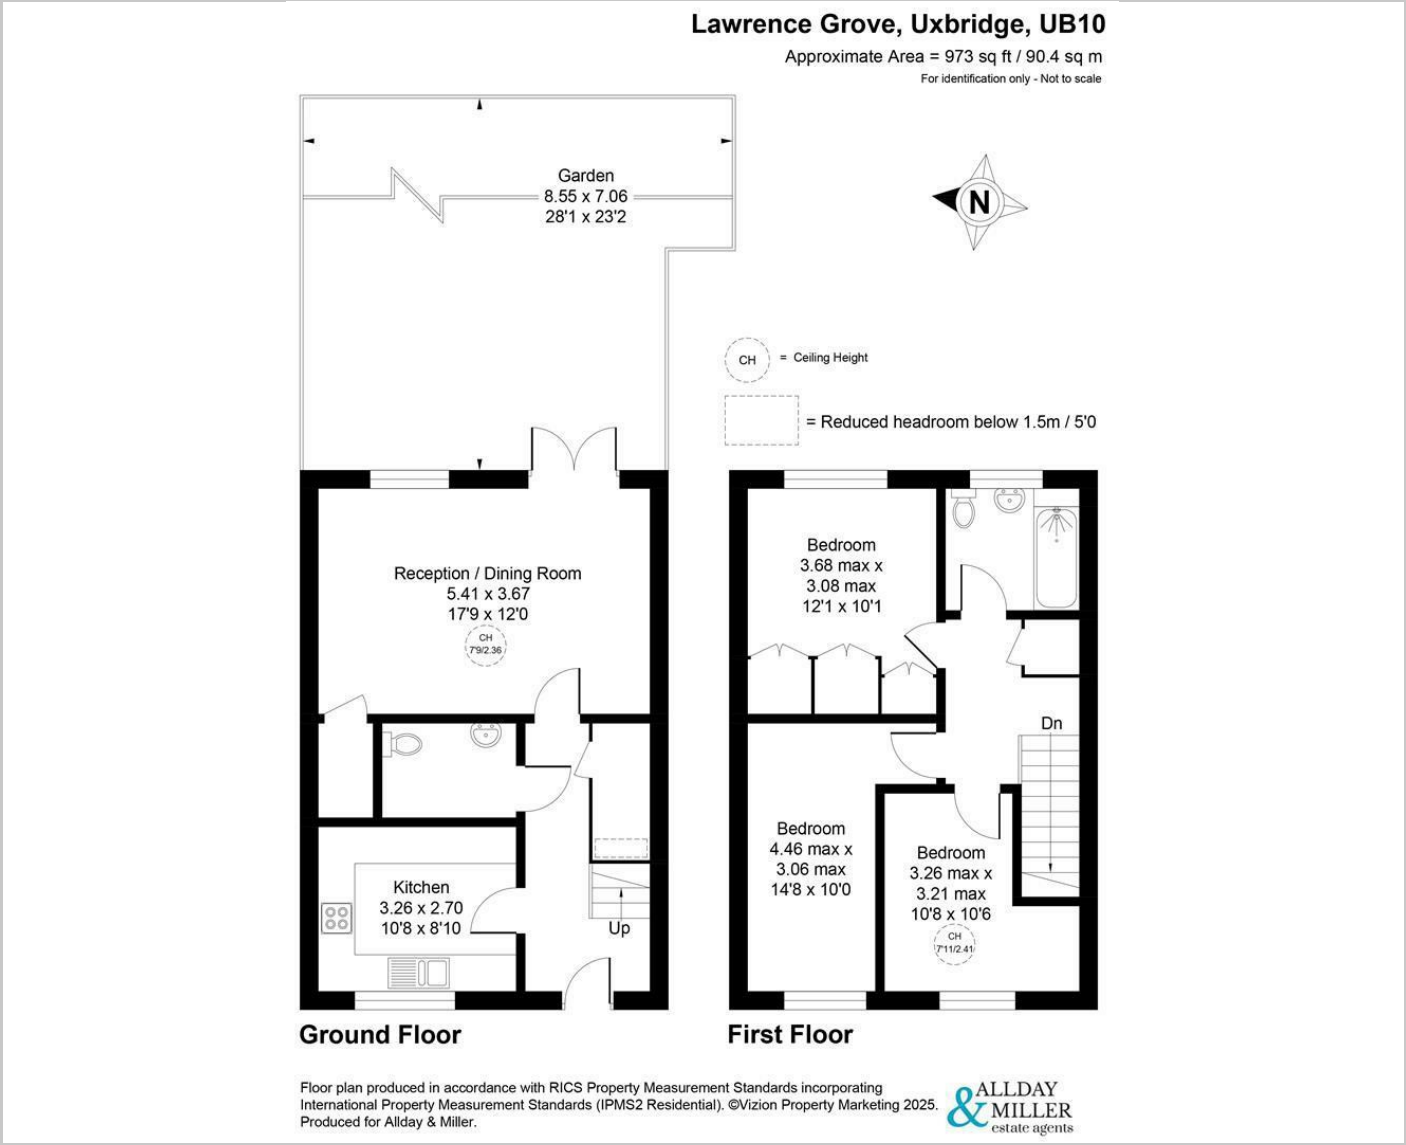 Lawrence Grove, Uxbridge, UB10
Approximate Area = 973 sq ft / 90.4 sq m
For identification only - Not to scale
Garden
8.55 x 7.06
28'1 x 23'2
N
CH
= Ceiling Height
= Reduced headroom below 1.5m / 5'0
Reception / Dining Room
5.41 x 3.67
17'9 x 12'0
CH
7'9/2.36
Kitchen
3.26 x 2.70
10'8 x 8'10
Up
Ground Floor
Bedroom
3.68 max x
3.08 max
12'1 x 10'1
Dn
Bedroom
4.46 max x
3.06 max
14'8 x 10'0
Bedroom
3.26 max x
3.21 max
10'8 x 10'6
CH
7'11/2.41
First Floor
Floor plan produced in accordance with RICS Property Measurement Standards incorporating
International Property Measurement Standards (IPMS2 Residential). ©Vizion Property Marketing 2025.
Produced for Allday & Miller.
ALLDAY
& MILLER
estate agents